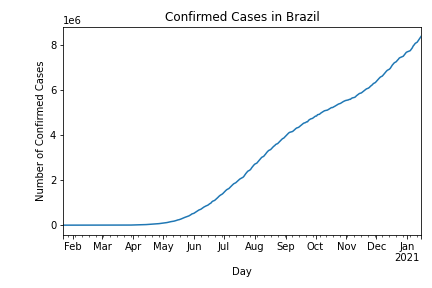 Confirmed Cases in Brazil
1e6
8
6
4
2
0
Number of Confirmed Cases
Feb Mar Apr May Jun Jul Aug Sep Oct Nov Dec Jan
2021
Day